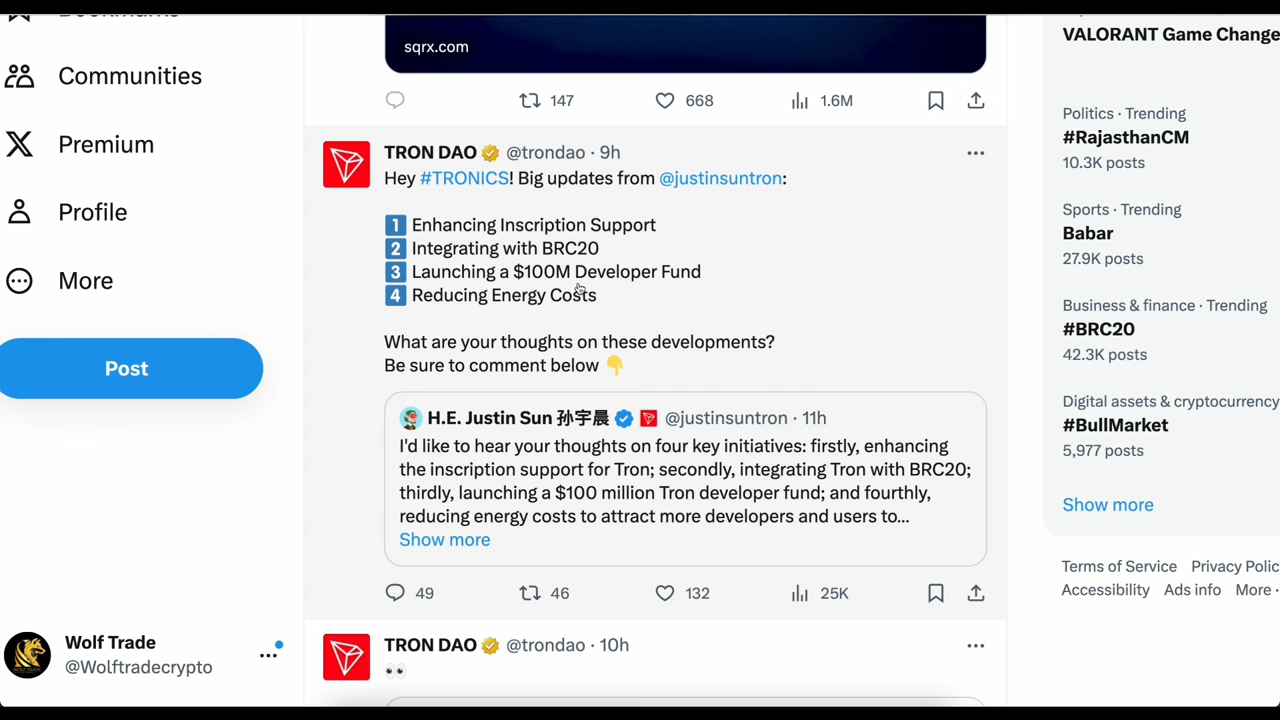 Bookmarks
Communities
Premium
Profile
More
Post
Wolf Trade
@Wolftradecrypto
sqrx.com
147 668 1.6M
TRON DAO @trondao · 9h
Hey #TRONICS! Big updates from @justinsuntron:
1 Enhancing Inscription Support
2 Integrating with BRC20
3 Launching a $100M Developer Fund
4 Reducing Energy Costs
What are your thoughts on these developments?
Be sure to comment below 👇
H.E. Justin Sun 孙宇晨 @justinsuntron · 11h
I'd like to hear your thoughts on four key initiatives: firstly, enhancing
the inscription support for Tron; secondly, integrating Tron with BRC20;
thirdly, launching a $100 million Tron developer fund; and fourthly,
reducing energy costs to attract more developers and users to...
Show more
49 46 132 25K
TRON DAO @trondao · 10h
👀
VALORANT Game Change
Politics · Trending
#RajasthanCM
10.3K posts
Sports · Trending
Babar
27.9K posts
Business & finance · Trending
#BRC20
42.3K posts
Digital assets & cryptocurrency
#BullMarket
5,977 posts
Show more
Terms of Service Privacy Polic
Accessibility Ads info More ·